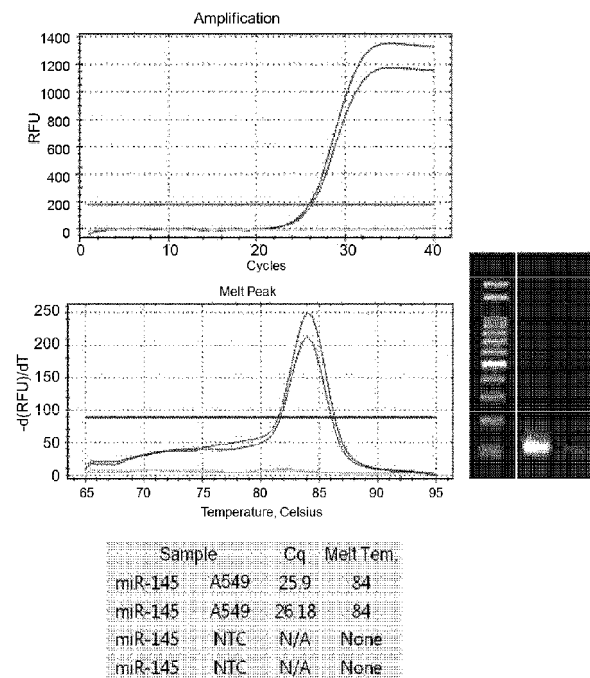 Amplification
1400
1200
1000
800
600
400
200
0
RFU
0 10 20 30 40
Cycles
Melt Peak
250
200
150
100
50
0
-d(RFU)/dT
65 70 75 80 85 90 95
Temperature, Celsius
Sample Cq Melt Tem,
miR-145 A549 25.9 84
miR-145 A549 26.18 84
miR-145 NTC N/A None
miR-145 NTC N/A None